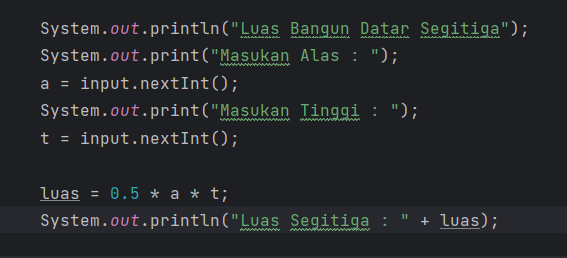 System.out.println("Luas Bangun Datar Segitiga");
System.out.print("Masukan Alas : ");
a = input.nextInt();
System.out.print("Masukan Tinggi : ");
t = input.nextInt();
luas = 0.5 * a * t;
System.out.println("Luas Segitiga : " + luas);